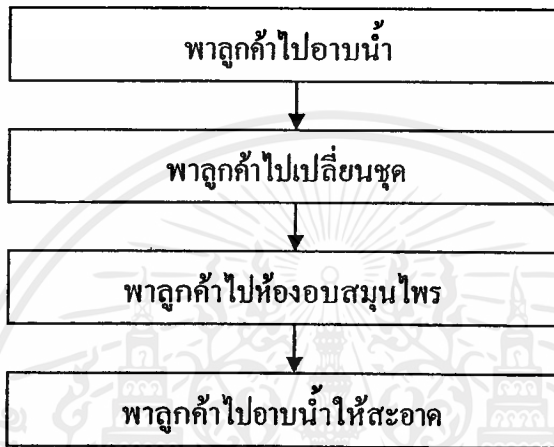 พาลูกค้าไปอาบน้ำ
พาลูกค้าไปเปลี่ยนชุด
พาลูกค้าไปห้องอบสมุนไพร
พาลูกค้าไปอาบน้ำให้สะอาด